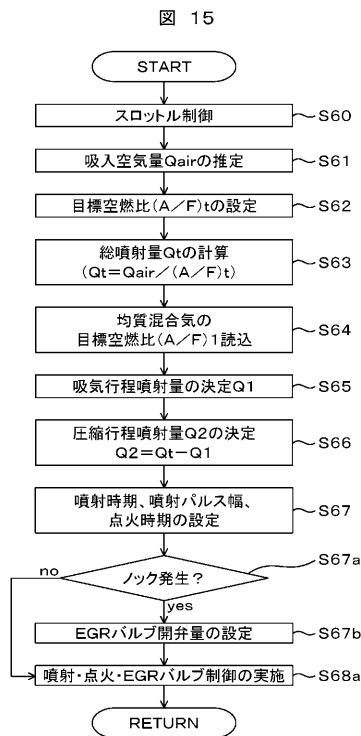 図 15
START
スロットル制御 S60
吸入空気量Qairの推定 S61
目標空燃比(A/F)tの設定 S62
総噴射量Qtの計算
(Qt=Qair/(A/F)t) S63
均質混合気の
目標空燃比(A/F)1読込 S64
吸気行程噴射量の決定Q1 S65
圧縮行程噴射量Q2の決定
Q2=Qt-Q1 S66
噴射時期、噴射パルス幅、
点火時期の設定 S67
S67a
no ノック発生?
yes
EGRバルブ開弁量の設定 S67b
噴射・点火・EGRバルブ制御の実施 S68a
RETURN